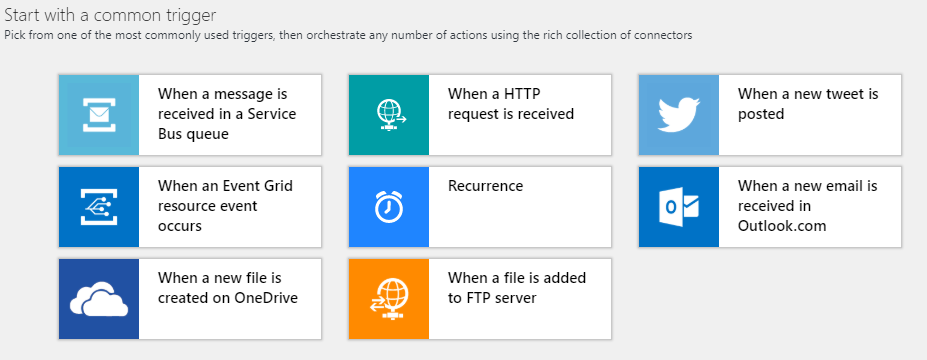 Start with a common trigger
Pick from one of the most commonly used triggers, then orchestrate any number of actions using the rich collection of connectors
When a message is
received in a Service
Bus queue
When a HTTP
request is received
When a new tweet is
posted
When an Event Grid
resource event
occurs
Recurrence
When a new email is
received in
Outlook.com
When a new file is
created on OneDrive
When a file is added
to FTP server